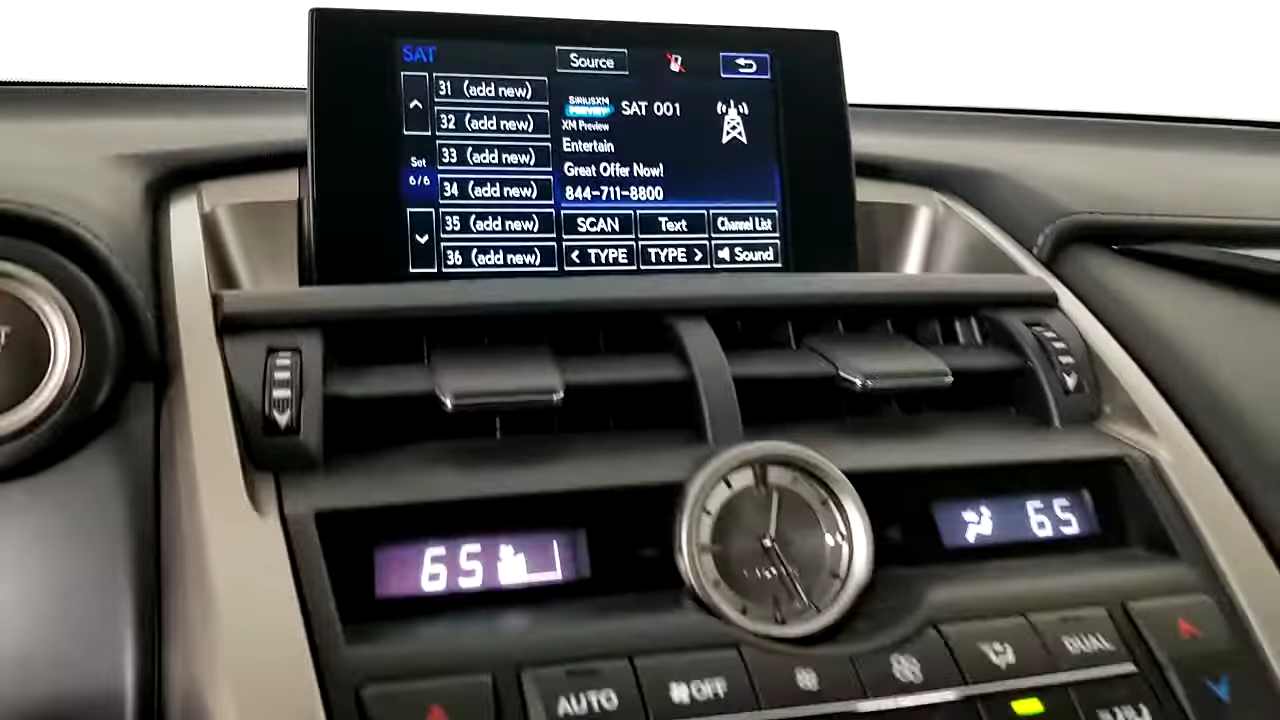 SAT
Source
31 (add new)
32 (add new)
33 (add new)
34 (add new)
35 (add new)
36 (add new)
Set
6/6
SIRIUSXM
PREVIEW
SAT 001
XM Preview
Entertain
Great Offer Now!
844-711-8800
SCAN
Text
Channel List
< TYPE
TYPE >
Sound
65
65
AUTO
OFF
DUAL